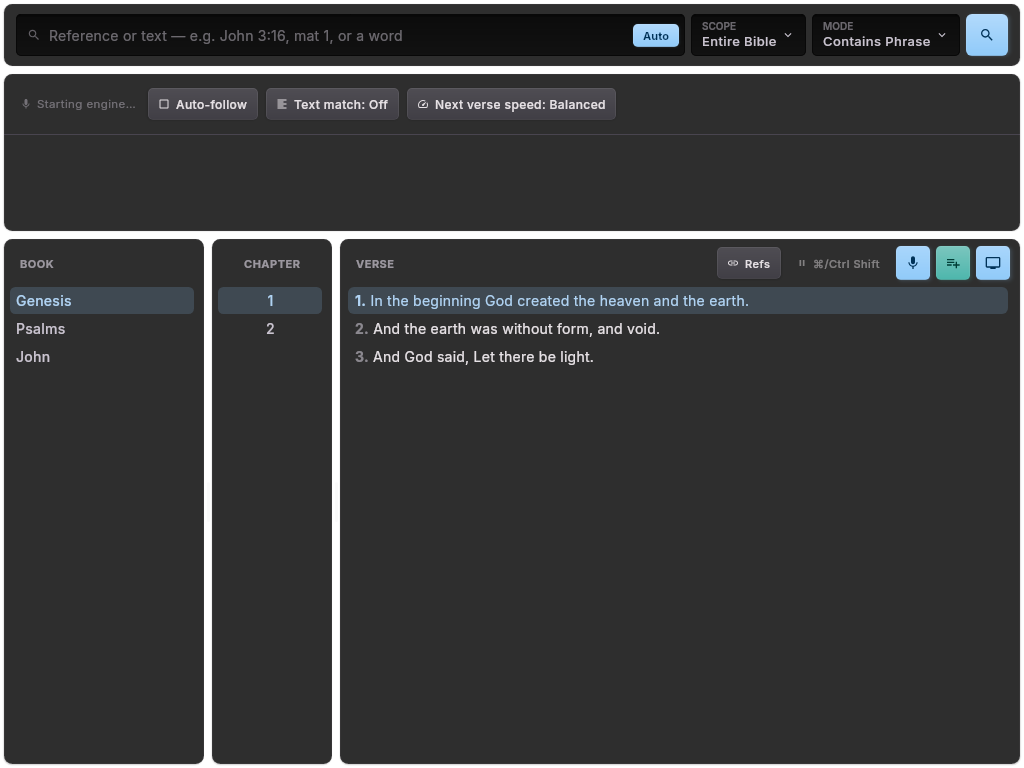 Reference or text — e.g. John 3:16, mat 1, or a word
Auto
SCOPE
Entire Bible
MODE
Contains Phrase
Starting engine...
Auto-follow
Text match: Off
Next verse speed: Balanced
BOOK
Genesis
Psalms
John
CHAPTER
1
2
VERSE
Refs
⌘/Ctrl Shift
1. In the beginning God created the heaven and the earth.
2. And the earth was without form, and void.
3. And God said, Let there be light.